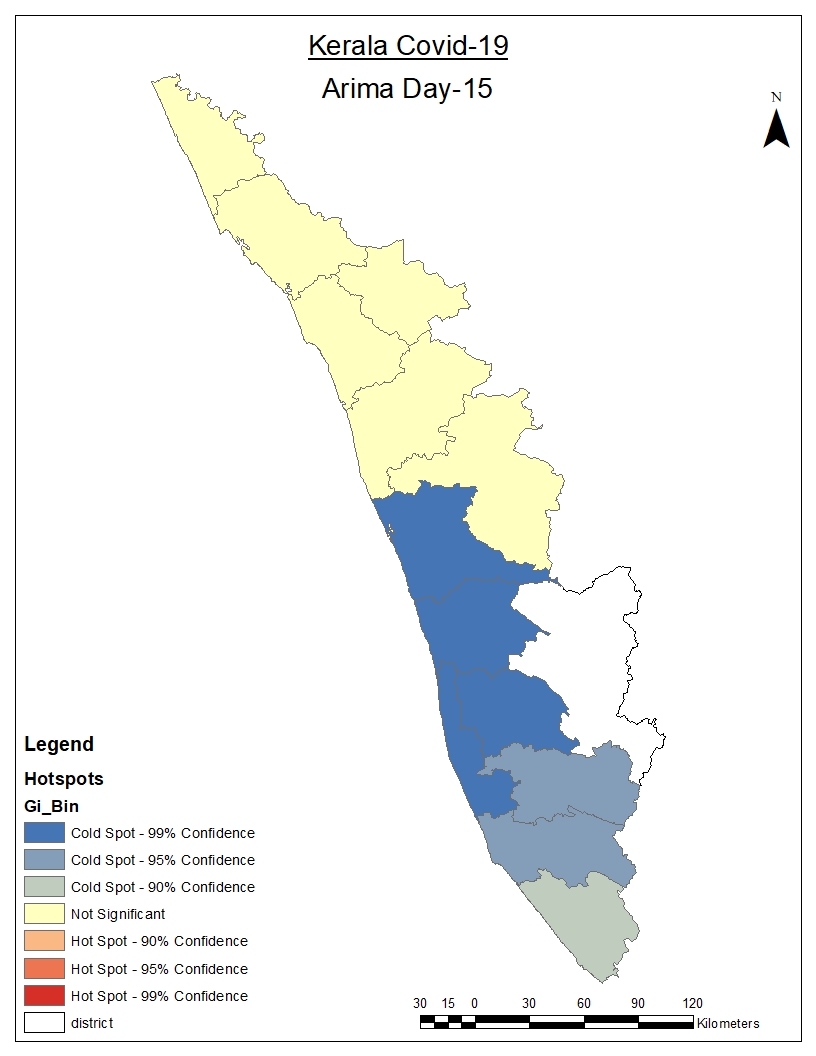 Kerala Covid-19
Arima Day-15
N
Legend
Hotspots
Gi_Bin
Cold Spot - 99% Confidence
Cold Spot - 95% Confidence
Cold Spot - 90% Confidence
Not Significant
Hot Spot - 90% Confidence
Hot Spot - 95% Confidence
Hot Spot - 99% Confidence
district
30 15 0 30 60 90 120
Kilometers